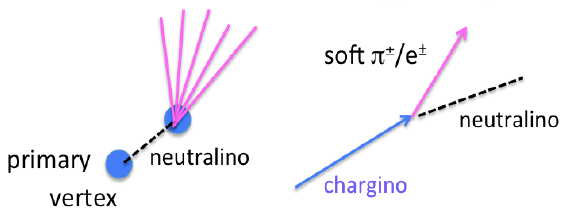 primary
vertex
neutralino
soft π±/e±
neutralino
chargino